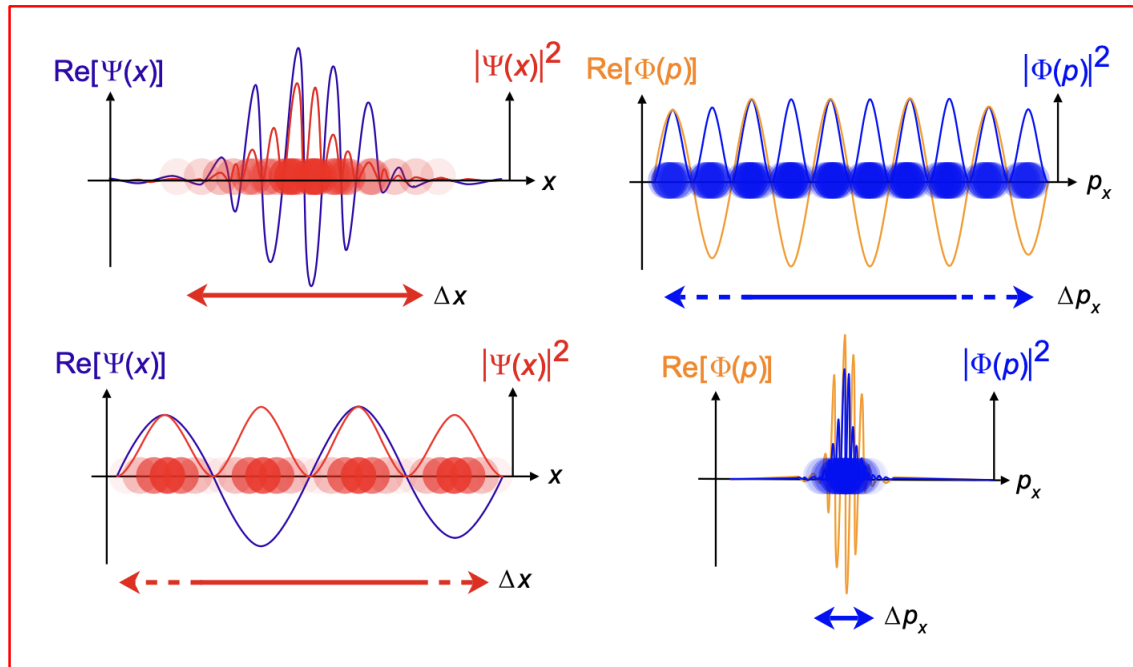 Re[Ψ(x)]
|Ψ(x)|²
x
Δx
Re[Φ(p)]
|Φ(p)|²
pₓ
Δpₓ
Re[Ψ(x)]
|Ψ(x)|²
x
Δx
Re[Φ(p)]
|Φ(p)|²
pₓ
Δpₓ